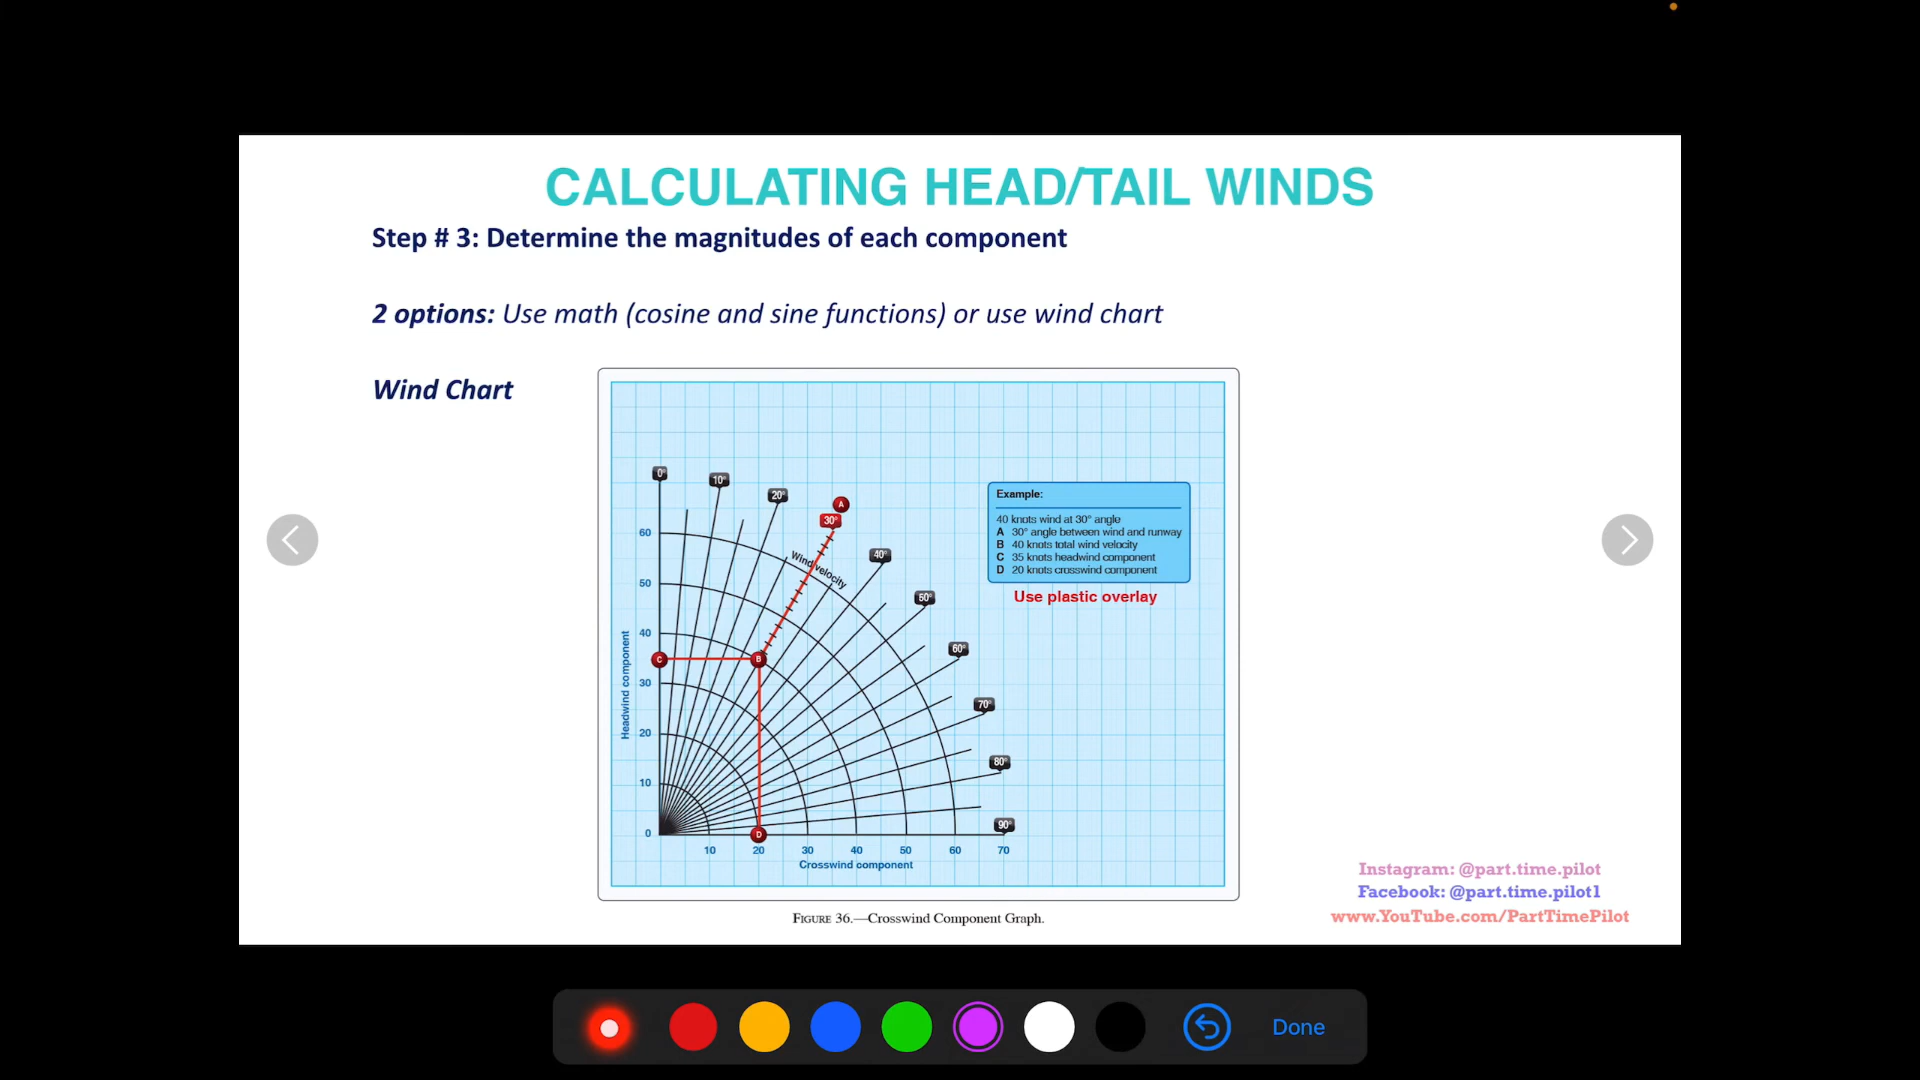 CALCULATING HEAD/TAIL WINDS
Step # 3: Determine the magnitudes of each component
2 options: Use math (cosine and sine functions) or use wind chart
Wind Chart
0°
10°
20°
30°
A
40°
60°
60°
70°
80°
90°
Wind velocity
60
50
40
30
20
10
0
Headwind component
C
B
D
10 20 30 40 50 60 70
Crosswind component
Example:
40 knots wind at 30° angle
A 30° angle between wind and runway
B 40 knots total wind velocity
C 35 knots headwind component
D 20 knots crosswind component
Use plastic overlay
FIGURE 36.—Crosswind Component Graph.
Instagram: @part.time.pilot
Facebook: @part.time.pilot1
www.YouTube.com/PartTimePilot
Done